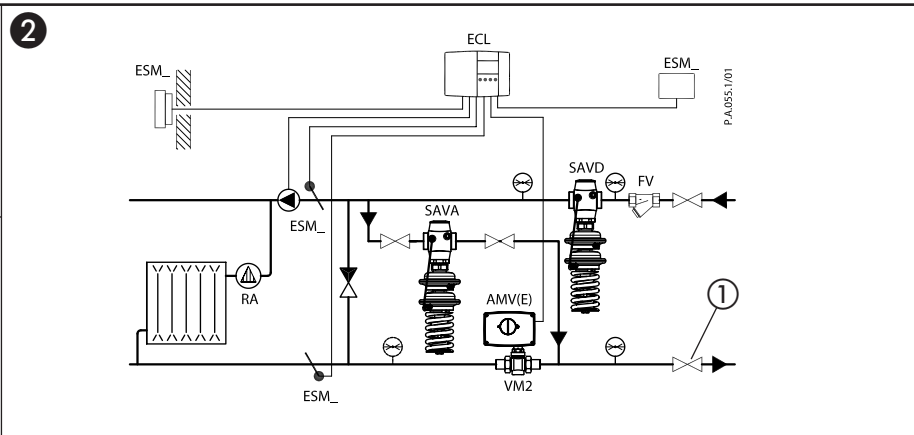 2
ECL
ESM_
ESM_
P.A.055.1/01
SAVD
FV
SAVA
ESM_
RA
AMV(E)
1
VM2
ESM_